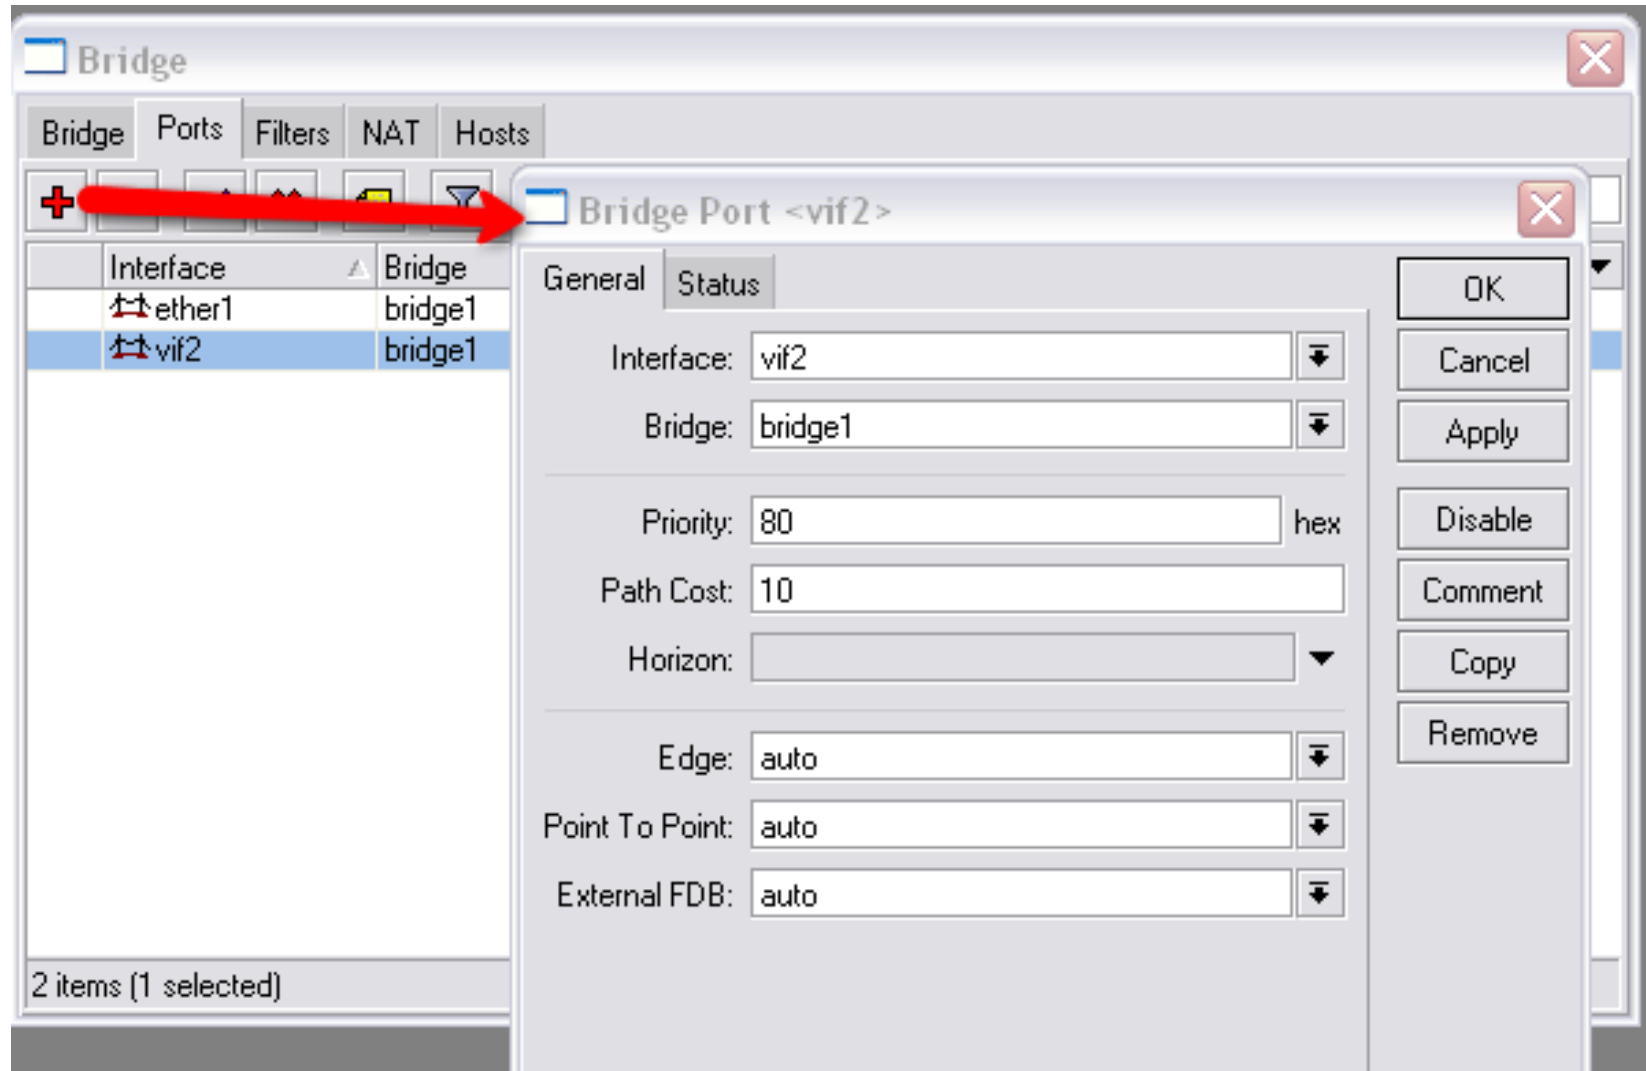 Bridge
Bridge Ports Filters NAT Hosts
Interface Bridge
ether1 bridge1
vif2 bridge1
2 items (1 selected)
Bridge Port <vif2>
General Status
Interface: vif2
Bridge: bridge1
Priority: 80 hex
Path Cost: 10
Horizon:
Edge: auto
Point To Point: auto
External FDB: auto
OK
Cancel
Apply
Disable
Comment
Copy
Remove